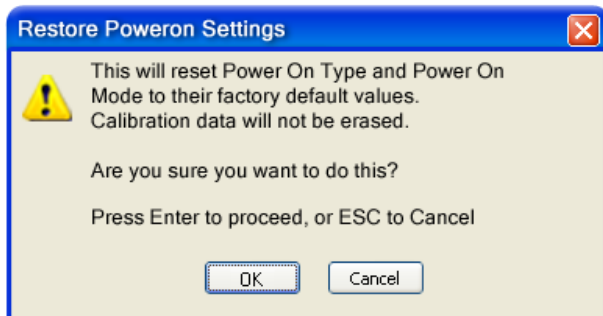 Restore Poweron Settings
This will reset Power On Type and Power On
Mode to their factory default values.
Calibration data will not be erased.
Are you sure you want to do this?
Press Enter to proceed, or ESC to Cancel
OK
Cancel